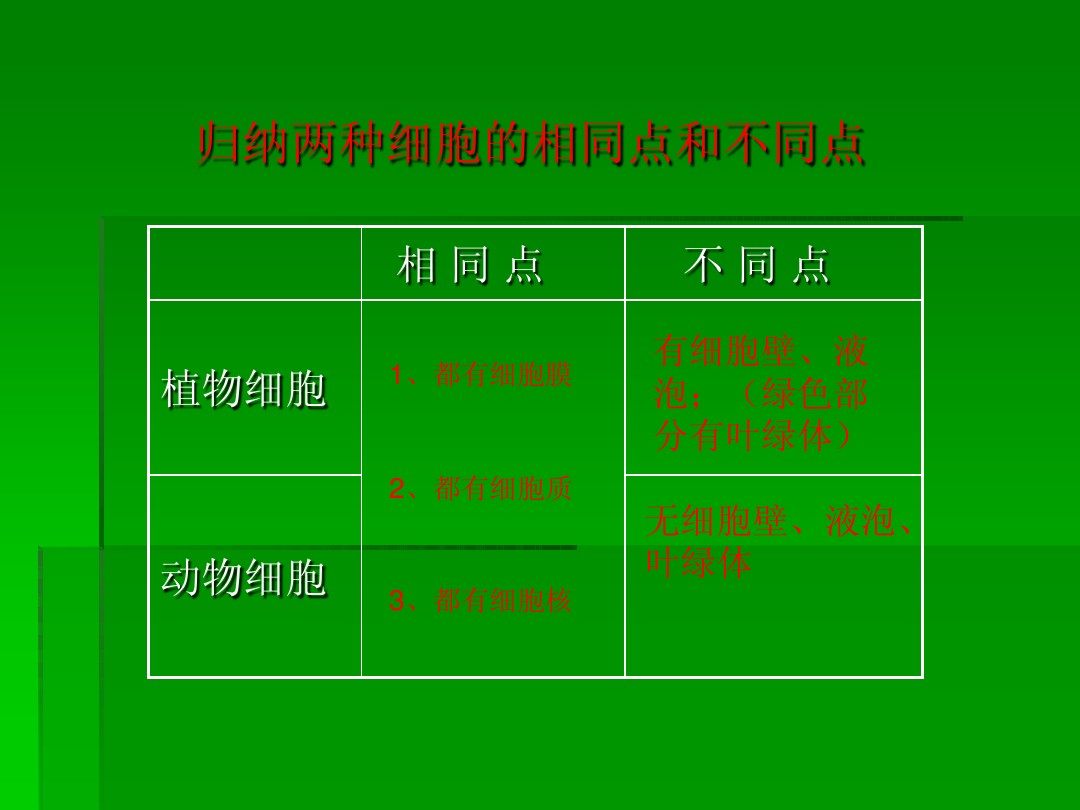 归纳两种细胞的相同点和不同点
相 同 点
不 同 点
植物细胞
1、都有细胞膜
有细胞壁、液
泡；（绿色部
分有叶绿体）
2、都有细胞质
无细胞壁、液泡、
叶绿体
动物细胞
3、都有细胞核